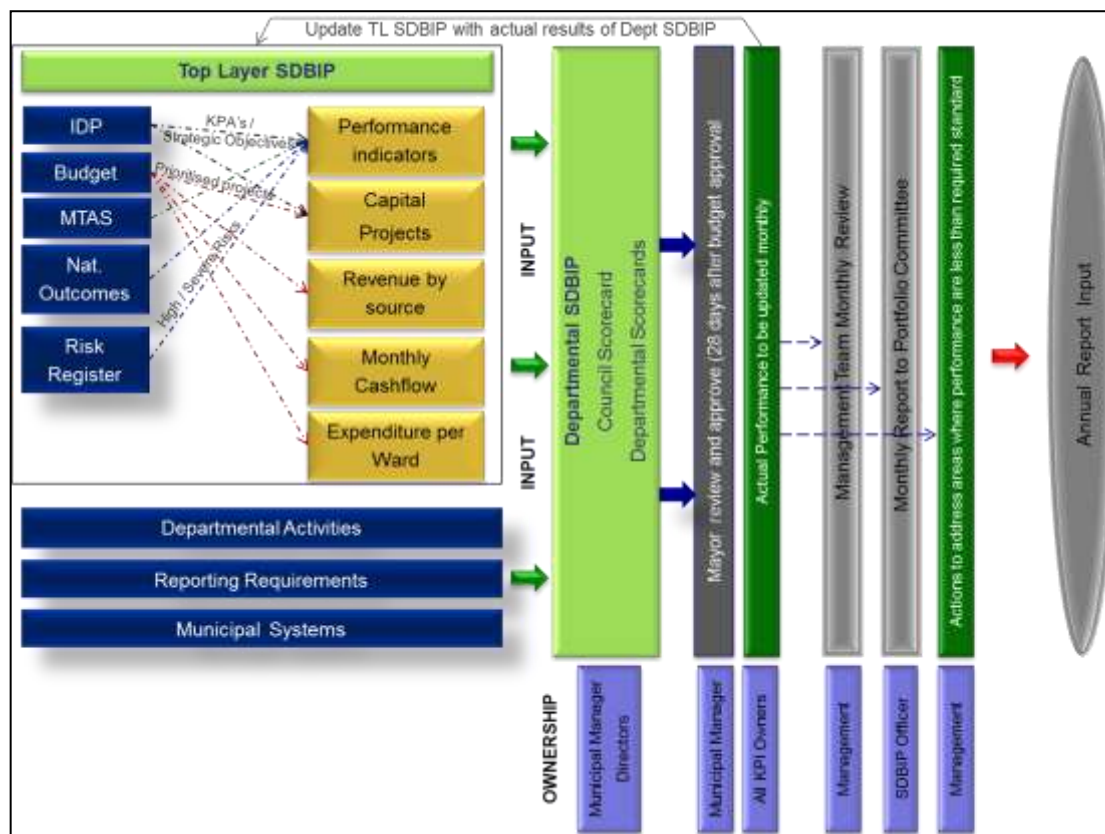 Update TL SDBIP with actual results of Dept SDBIP
Top Layer SDBIP
IDP
Budget
MTAS
Nat.
Outcomes
Risk
Register
KPA's /
Strategic Objectives
Prioritised projects
High / Severe Risks
Performance
indicators
Capital
Projects
Revenue by
source
Monthly
Cashflow
Expenditure per
Ward
Departmental Activities
Reporting Requirements
Municipal Systems
INPUT
INPUT
Departmental SDBIP
Council Scorecard
Departmental Scorecards
Mayor review and approve (28 days after budget approval
Actual Performance to be updated monthly
Management Team Monthly Review
Monthly Report to Portfolio Committee
Actions to address areas where performance are less than required standard
Annual Report Input
OWNERSHIP
Municipal Manager
Directors
Municipal Manager
All KPI Owners
Management
SDBIP Officer
Management